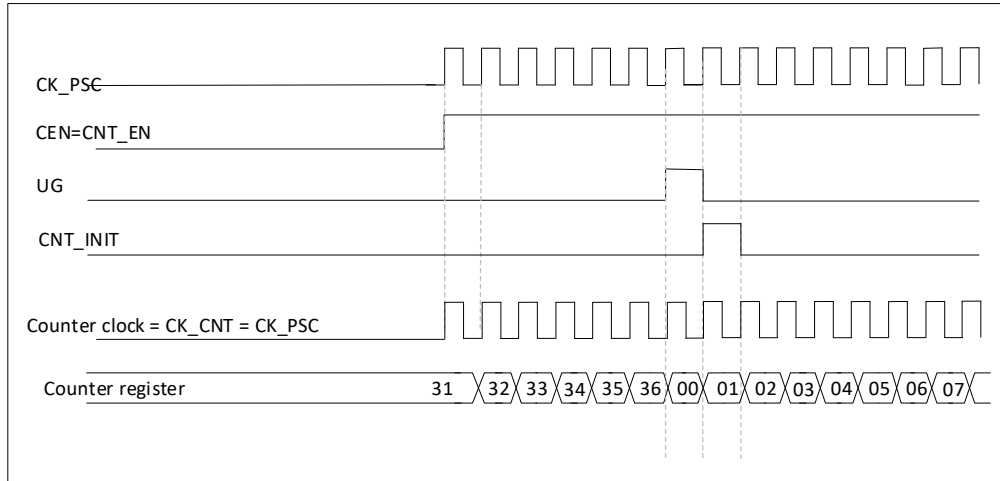 CK_PSC
CEN=CNT_EN
UG
CNT_INIT
Counter clock = CK_CNT = CK_PSC
Counter register 31 32 33 34 35 36 00 01 02 03 04 05 06 07